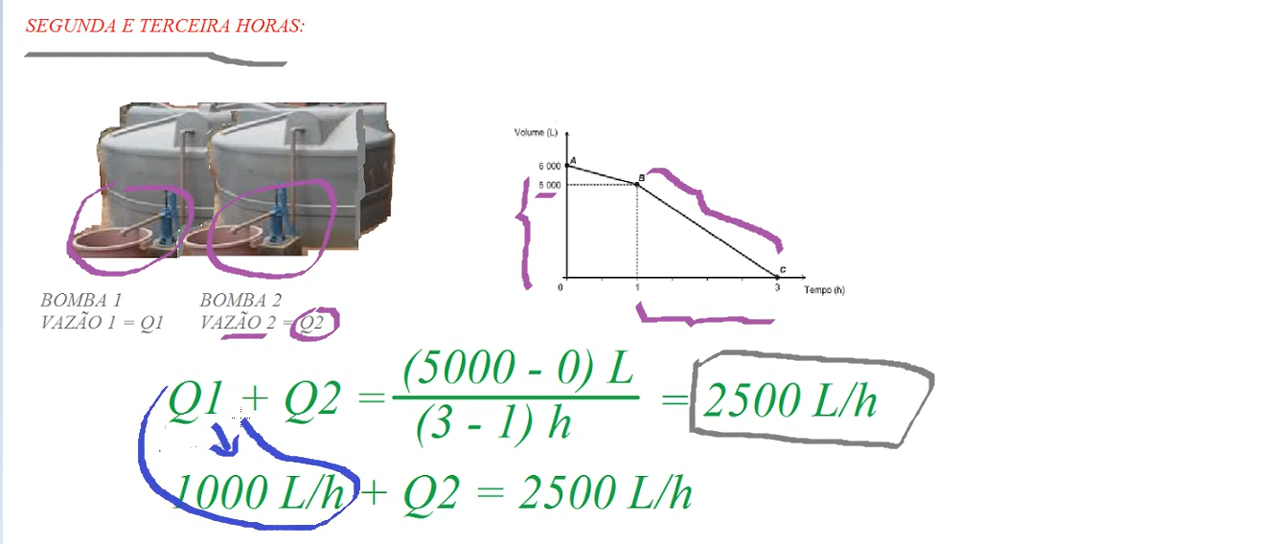 SEGUNDA E TERCEIRA HORAS:
Volume (L)
6 000
A
5 000
B
C
0
1
3
Tempo (h)
BOMBA 1
VAZÃO 1 = Q1
BOMBA 2
VAZÃO 2 = Q2
Q1 + Q2 = (5000 - 0) L / (3 - 1) h = 2500 L/h
1000 L/h + Q2 = 2500 L/h